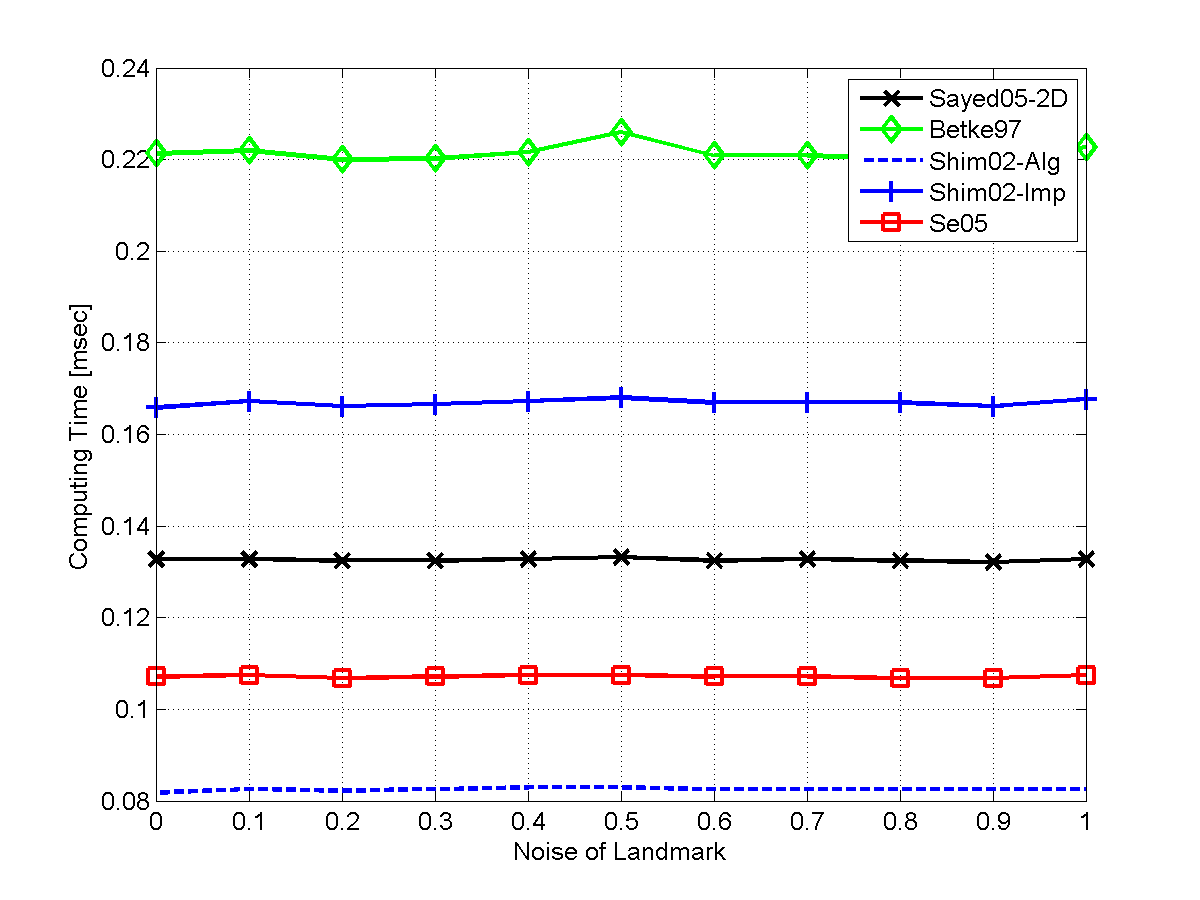 0.24
0.22
0.2
0.18
0.16
0.14
0.12
0.1
0.08
Computing Time [msec]
Sayed05-2D
Betke97
Shim02-Alg
Shim02-Imp
Se05
0 0.1 0.2 0.3 0.4 0.5 0.6 0.7 0.8 0.9 1
Noise of Landmark